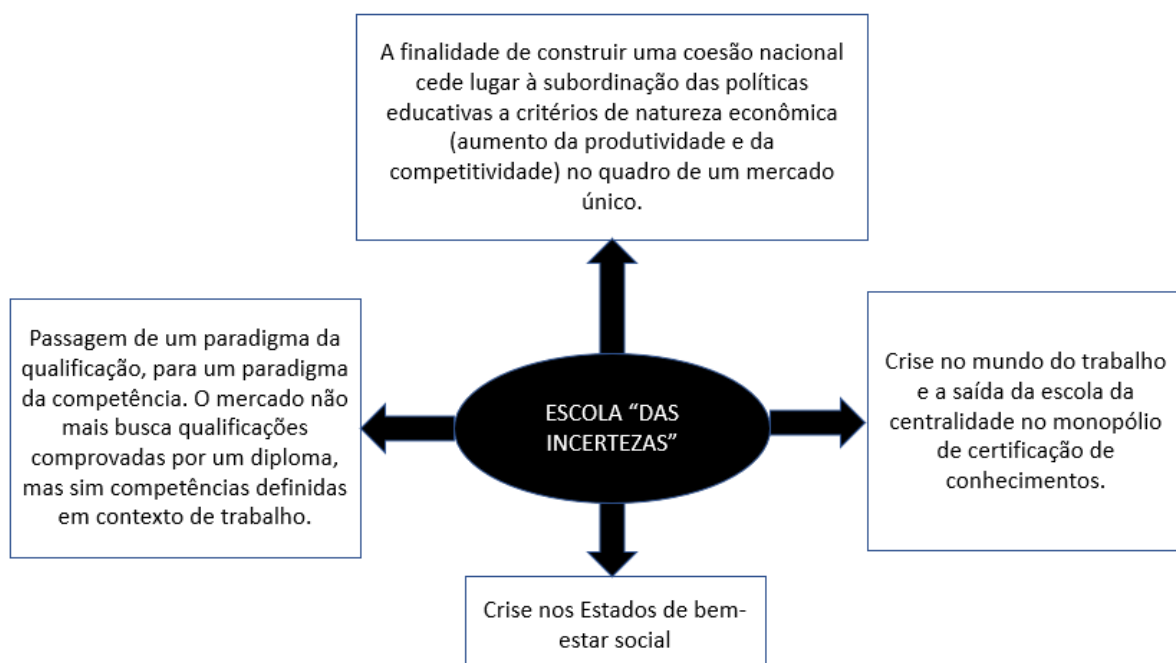 A finalidade de construir uma coesão nacional
cede lugar à subordinação das políticas
educativas a critérios de natureza econômica
(aumento da produtividade e da
competitividade) no quadro de um mercado
único.
Passagem de um paradigma da
qualificação, para um paradigma
da competência. O mercado não
mais busca qualificações
comprovadas por um diploma,
mas sim competências definidas
em contexto de trabalho.
ESCOLA “DAS
INCERTEZAS”
Crise no mundo do trabalho
e a saída da escola da
centralidade no monopólio
de certificação de
conhecimentos.
Crise nos Estados de bem-
estar social